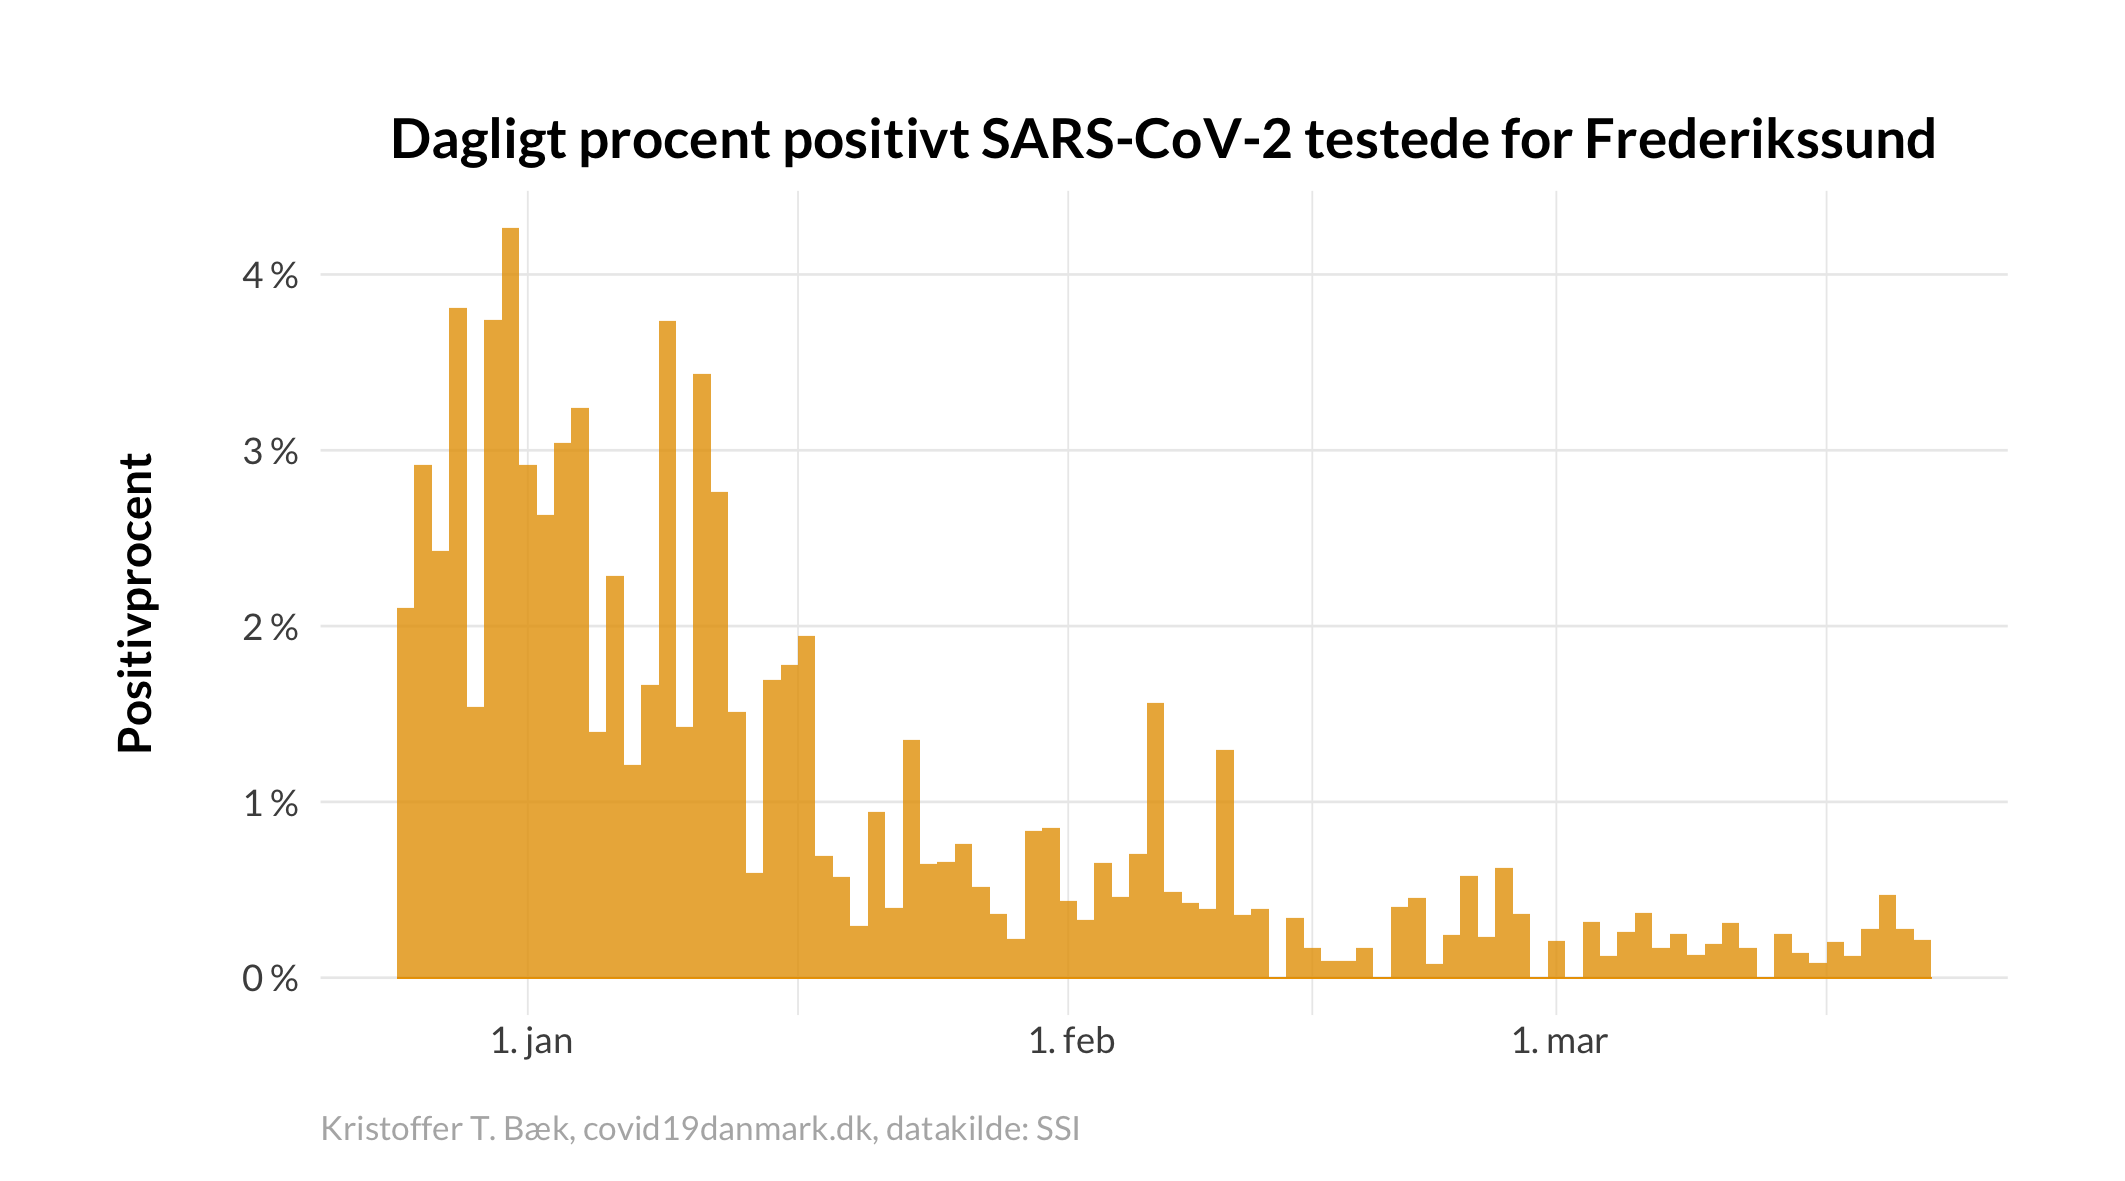 Dagligt procent positivt SARS-CoV-2 testede for Frederikssund
Positivprocent
4 %
3 %
2 %
1 %
0 %
1. jan
1. feb
1. mar
Kristoffer T. Bæk, covid19danmark.dk, datakilde: SSI